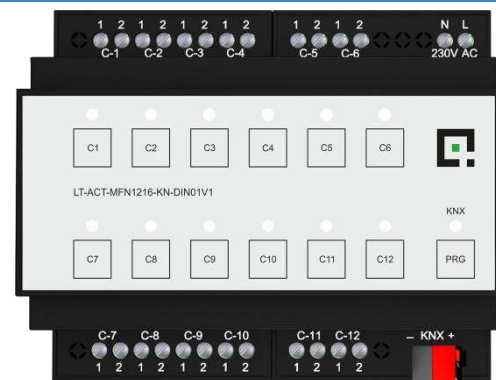 1 2 1 2 1 2 1 2 1 2 1 2 N L
C-1 C-2 C-3 C-4 C-5 C-6 230V AC
C1 C2 C3 C4 C5 C6
LT-ACT-MFN1216-KN-DIN01V1
KNX
C7 C8 C9 C10 C11 C12 PRG
C-7 C-8 C-9 C-10 C-11 C-12 – KNX +
1 2 1 2 1 2 1 2 1 2 1 2